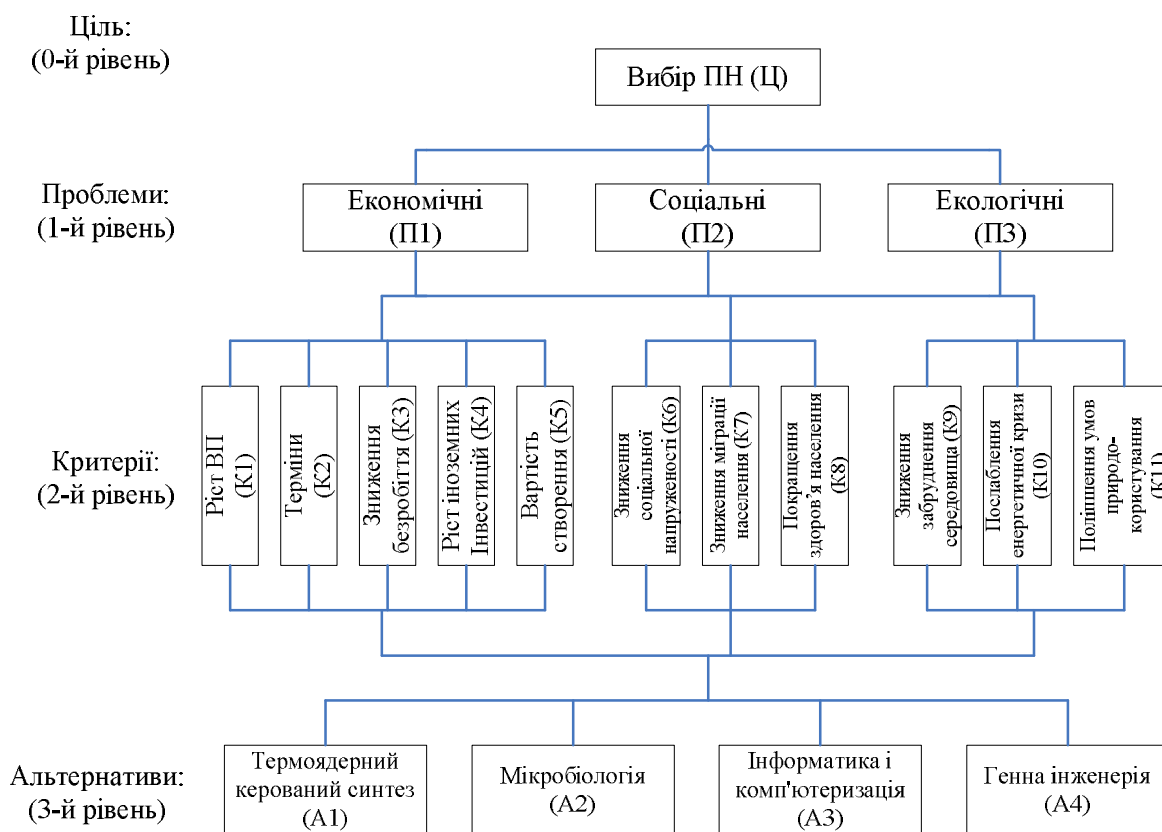 Ціль:
(0-й рівень)
Вибір ПН (Ц)
Проблеми:
(1-й рівень)
Економічні
(П1)
Соціальні
(П2)
Екологічні
(П3)
Критерії:
(2-й рівень)
Ріст ВП
(К1)
Терміни
(К2)
Зниження
безробіття (К3)
Ріст іноземних
Інвестицій (К4)
Вартість
створення (К5)
Зниження
соціальної
напруженості (К6)
Зниження міграції
населення (К7)
Покращення
здоров'я населення
(К8)
Зниження
забруднення
середовища (К9)
Послаблення
енергетичної кризи
(К10)
Поліпшення умов
природо-
користування
(К11)
Альтернативи:
(3-й рівень)
Термоядерний
керований синтез
(А1)
Мікробіологія
(А2)
Інформатика і
комп'ютеризація
(А3)
Генна інженерія
(А4)